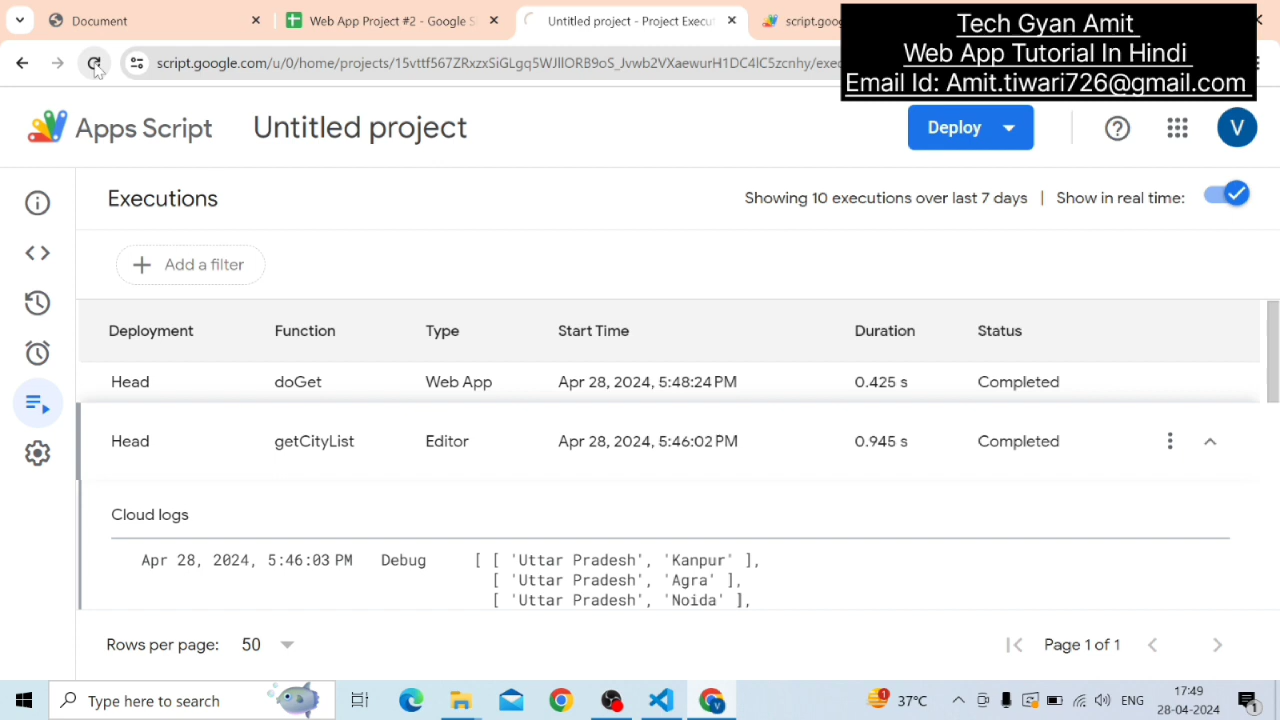 Tech Gyan Amit
Web App Tutorial In Hindi
Email Id: Amit.tiwari726@gmail.com
Web App Project #2 - Google S
Untitled project - Project Execut
script.goo
script.google.com/u/0/home/projects/15vttf567ZRxzxSiGLgq5WJIlORB9oS_Jvwb2VXaewurH1DC4lC5zcnhy/exec
Apps Script
Untitled project
Deploy
V
Executions
Showing 10 executions over last 7 days | Show in real time:
+ Add a filter
Deployment Function Type Start Time Duration Status
Head doGet Web App Apr 28, 2024, 5:48:24 PM 0.425 s Completed
Head getCityList Editor Apr 28, 2024, 5:46:02 PM 0.945 s Completed
Cloud logs
Apr 28, 2024, 5:46:03 PM Debug [ [ 'Uttar Pradesh', 'Kanpur' ],
[ 'Uttar Pradesh', 'Agra' ],
[ 'Uttar Pradesh', 'Noida' ],
Rows per page: 50
Page 1 of 1
Type here to search
1
37°C
ENG
17:49
28-04-2024
1